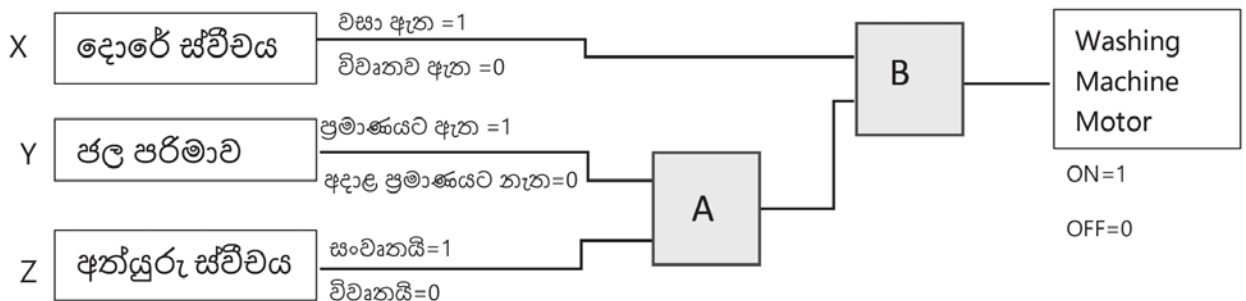 X
දොරේ ස්විචය
වසා ඇත =1
විවෘතව ඇත =0
Y
ජල පරිමාව
ප්‍රමාණයට ඇත =1
අදාළ ප්‍රමාණයට නැත=0
Z
අත්යුරු ස්වීචය
සංවෘතයි=1
විවෘතයි=0
A
B
Washing
Machine
Motor
ON=1
OFF=0